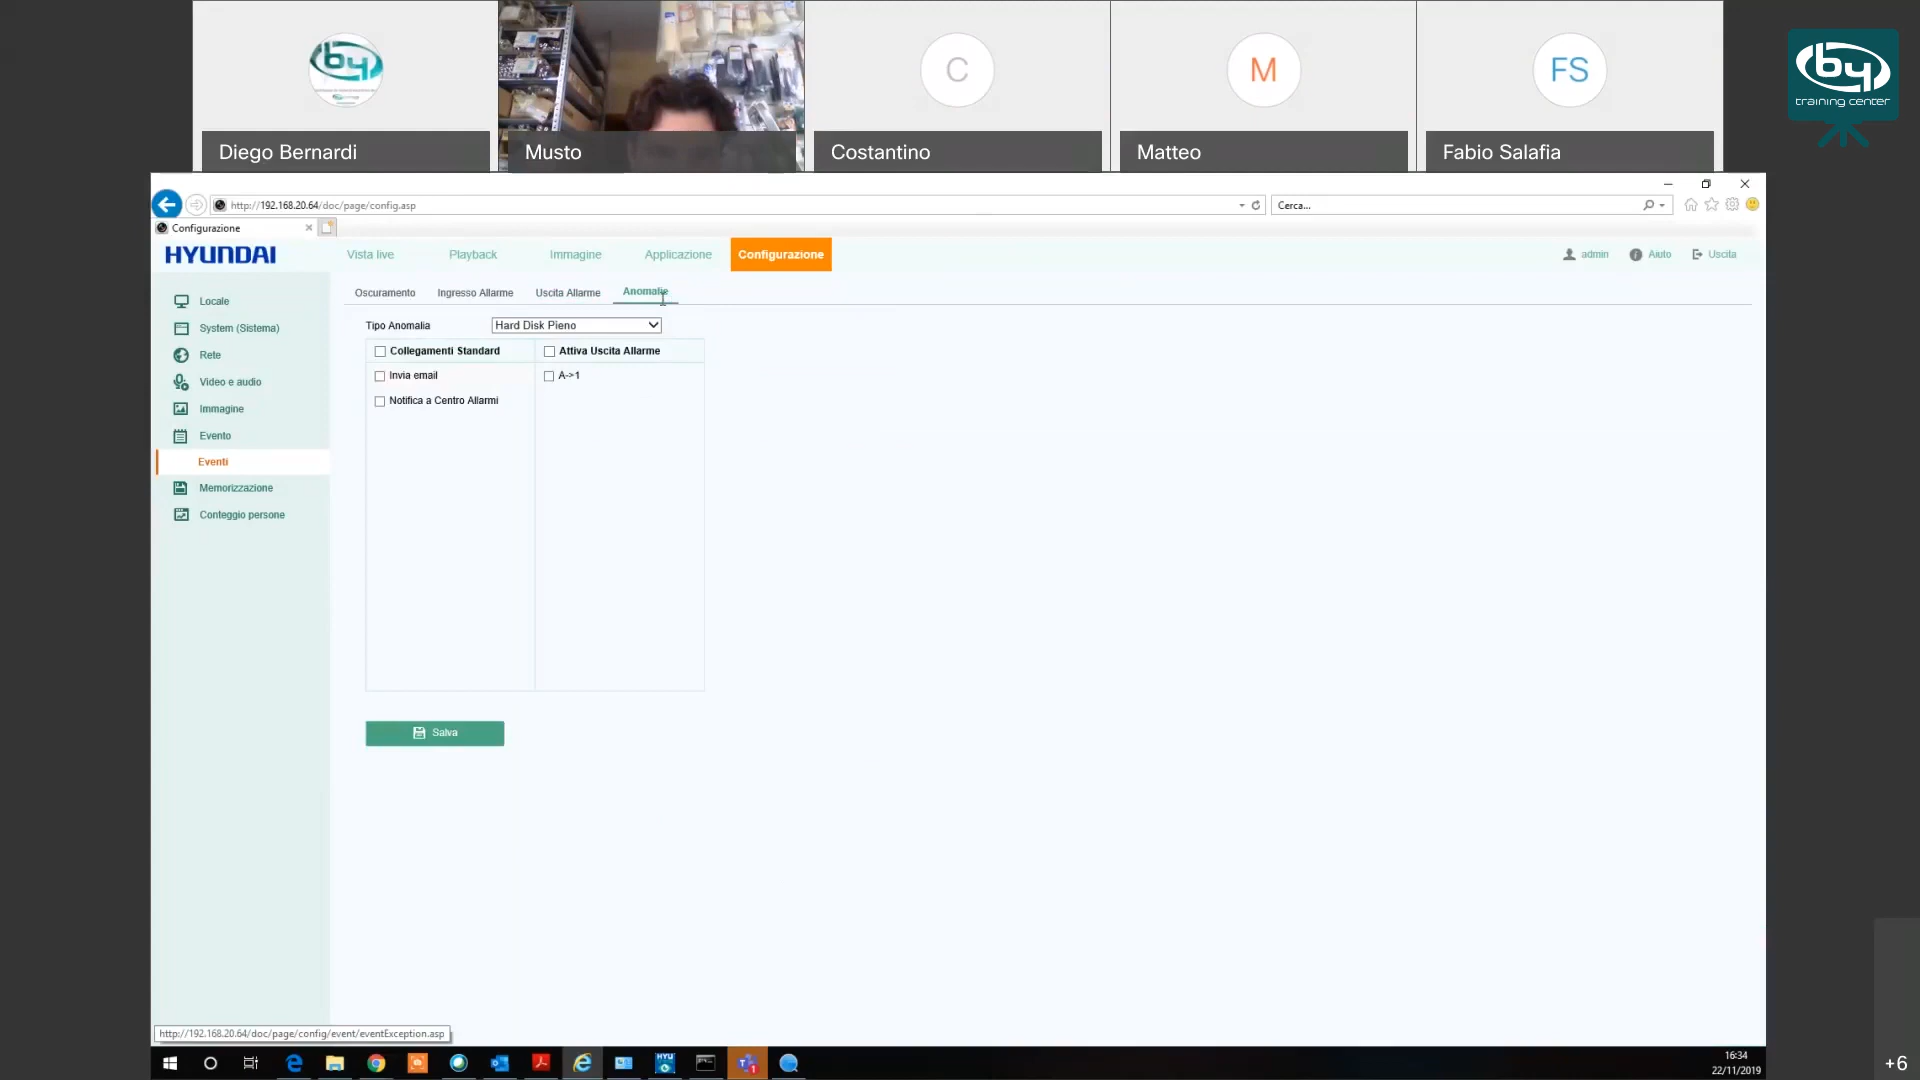 by
C
M
FS
by
training center
Diego Bernardi
Musto
Costantino
Matteo
Fabio Salafia
http://192.168.20.64/doc/page/config.asp
Cerca...
Configurazione
HYUNDAI
Vista live
Playback
Immagine
Applicazione
Configurazione
admin
Aiuto
Uscita
Locale
System (Sistema)
Rete
Video e audio
Immagine
Evento
Eventi
Memorizzazione
Conteggio persone
Oscuramento
Ingresso Allarme
Uscita Allarme
Anomalie
Tipo Anomalia
Hard Disk Pieno
Collegamenti Standard
Attiva Uscita Allarme
Invia email
A->1
Notifica a Centro Allarmi
Salva
http://192.168.20.64/doc/page/config/event/eventException.asp
HYU
16:34
22/11/2019
+6